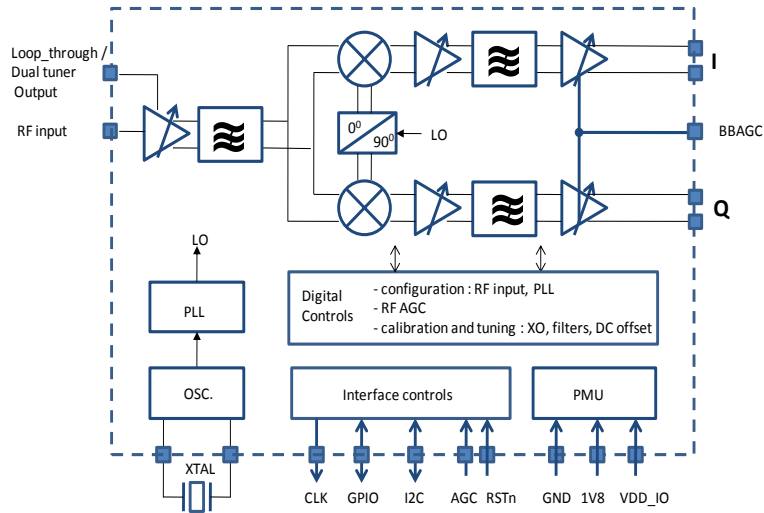 Loop_through /
Dual tuner
Output
RF input
I
BBAGC
Q
0⁰
90⁰
LO
LO
PLL
OSC.
XTAL
Digital
Controls
- configuration : RF input, PLL
- RF AGC
- calibration and tuning : XO, filters, DC offset
Interface controls
PMU
CLK
GPIO
I2C
AGC
RSTn
GND
1V8
VDD_IO